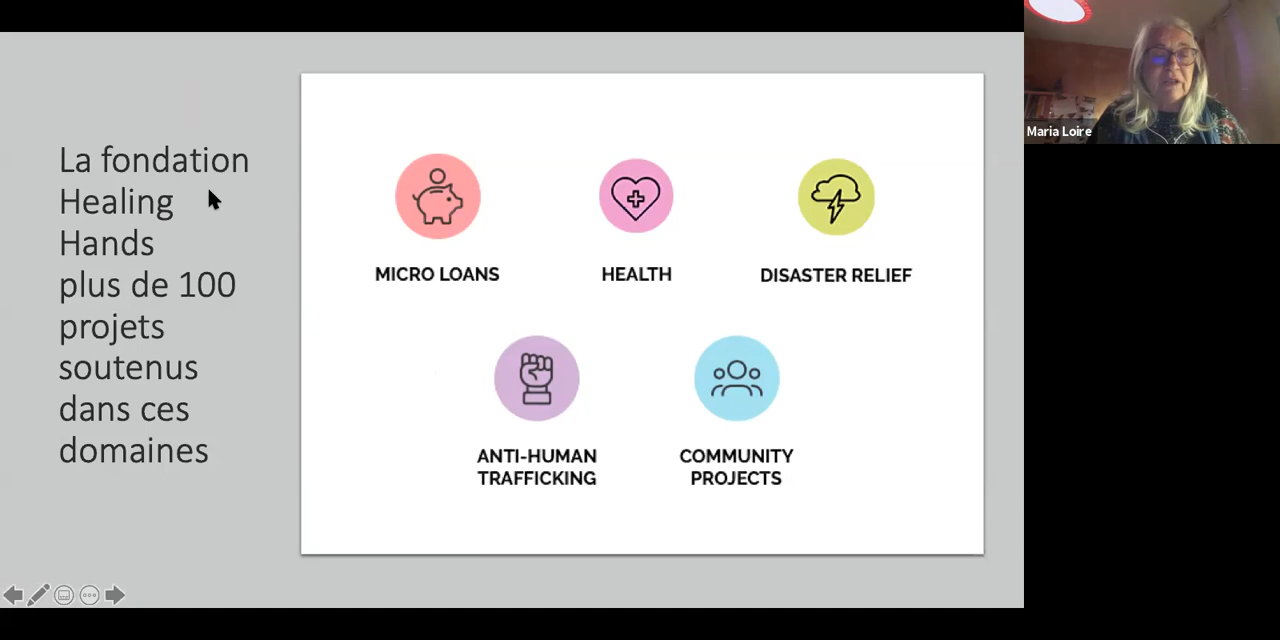 La fondation
Healing
Hands
plus de 100
projets
soutenus
dans ces
domaines
MICRO LOANS
HEALTH
DISASTER RELIEF
ANTI-HUMAN
TRAFFICKING
COMMUNITY
PROJECTS
Maria Loire